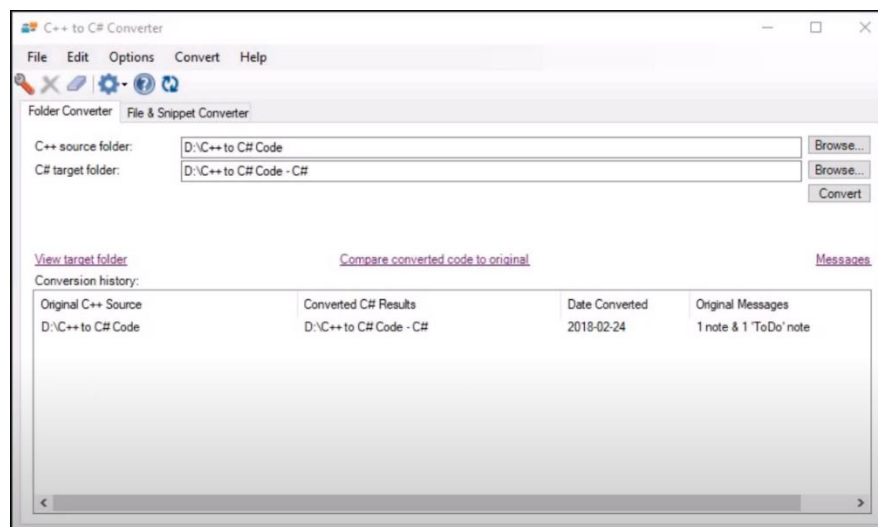 C++ to C# Converter
File Edit Options Convert Help
Folder Converter File & Snippet Converter
C++ source folder: D:\C++ to C# Code Browse...
C# target folder: D:\C++ to C# Code - C# Browse...
Convert
View target folder Compare converted code to original Messages
Conversion history:
Original C++ Source Converted C# Results Date Converted Original Messages
D:\C++ to C# Code D:\C++ to C# Code - C# 2018-02-24 1 note & 1 'ToDo' note